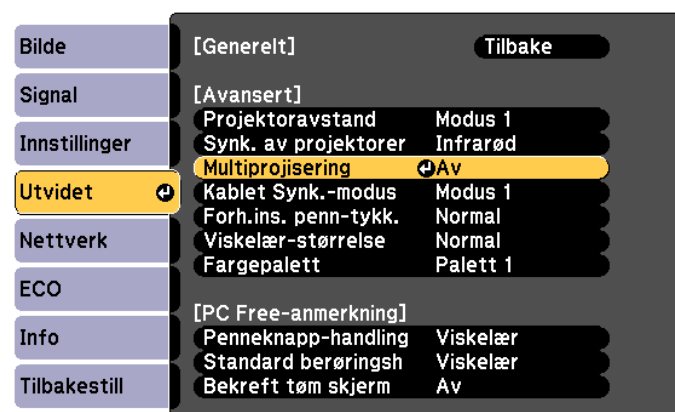 Bilde
Signal
Innstillinger
Utvidet
Nettverk
ECO
Info
Tilbakestill
[Generelt] Tilbake
[Avansert]
Projektoravstand Modus 1
Synk. av projektorer Infrarød
Multiprojisering Av
Kablet Synk.-modus Modus 1
Forh.ins. penn-tykk. Normal
Viskelær-størrelse Normal
Fargepalett Palett 1
[PC Free-anmerkning]
Penneknapp-handling Viskelær
Standard berøringsh Viskelær
Bekreft tøm skjerm Av